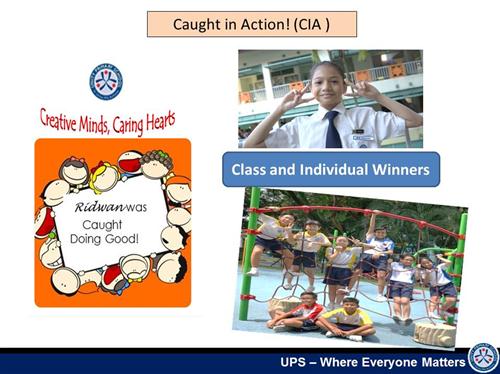 Caught in Action! (CIA )
Creative Minds, Caring Hearts
Ridwan was
Caught
Doing Good!
Class and Individual Winners
UPS – Where Everyone Matters